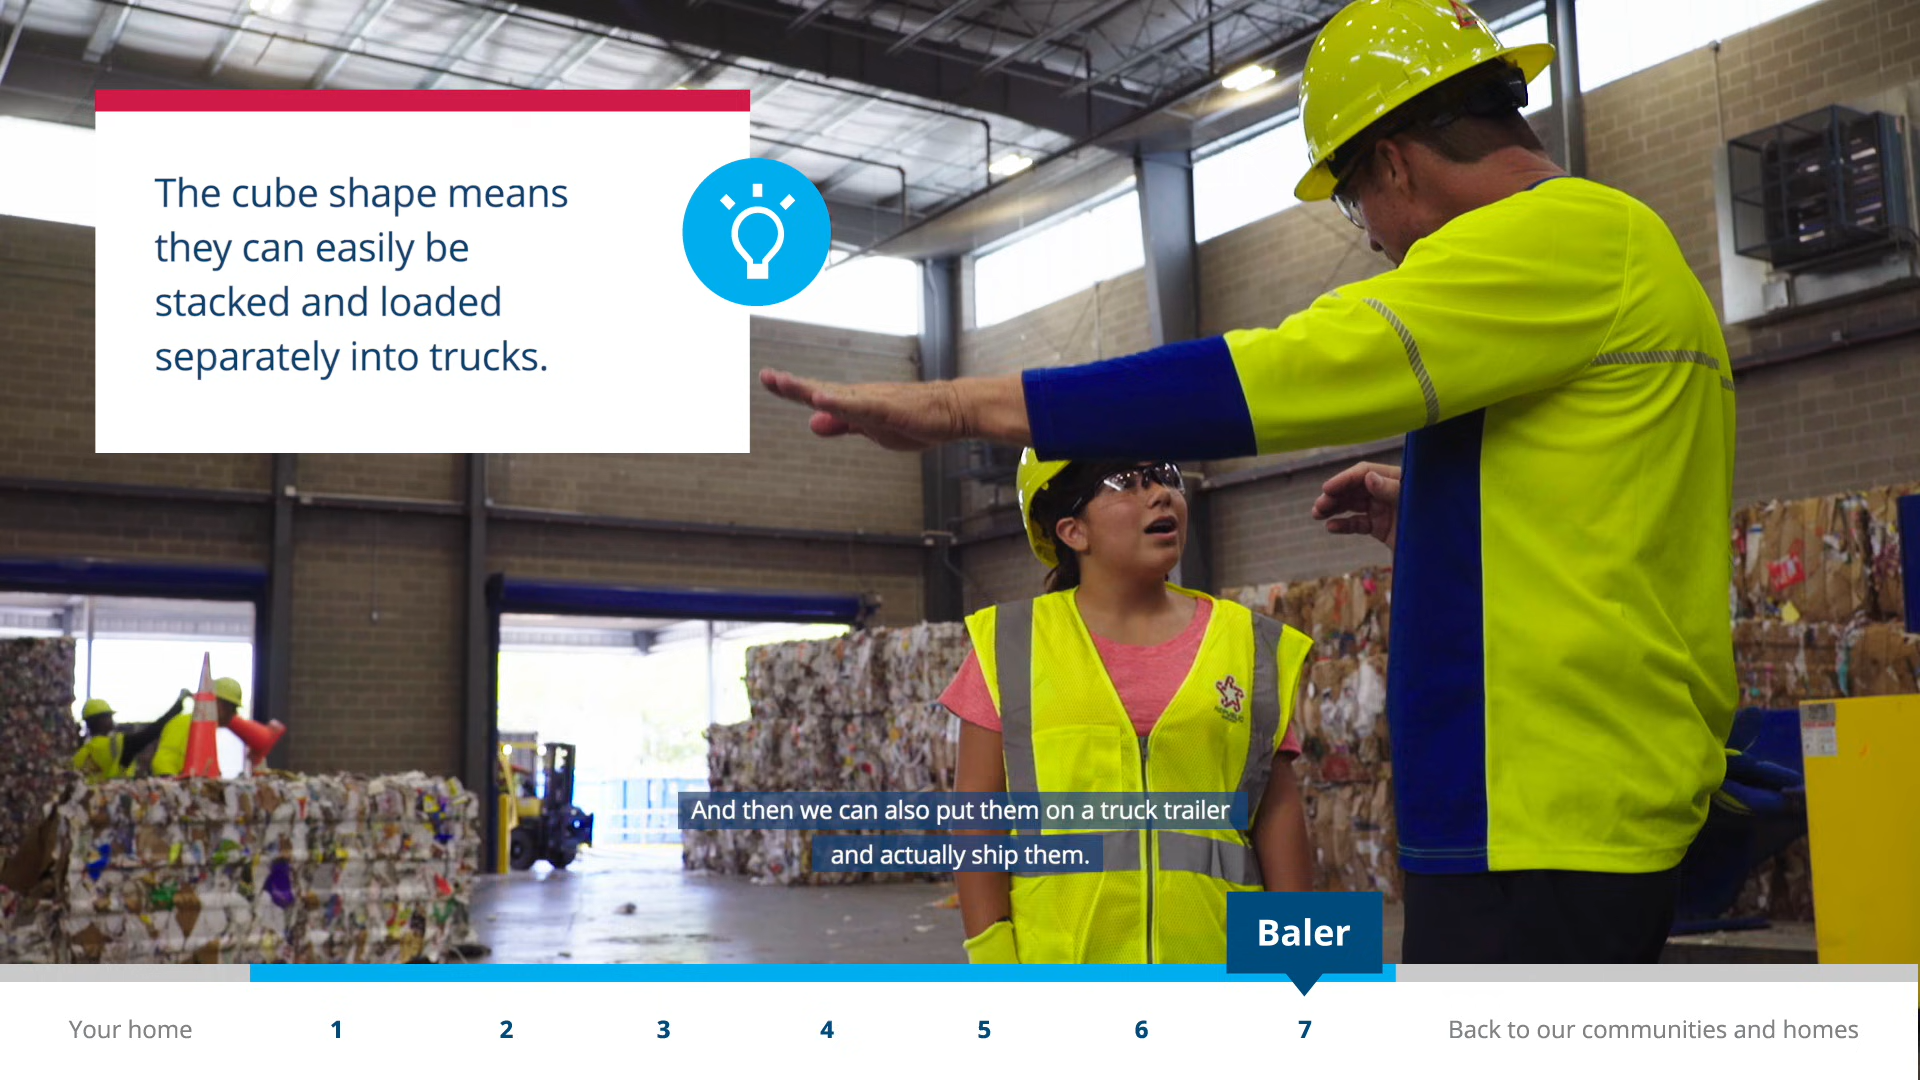 The cube shape means
they can easily be
stacked and loaded
separately into trucks.
REPUBLIC
And then we can also put them on a truck trailer
and actually ship them.
Baler
Your home 1 2 3 4 5 6 7 Back to our communities and homes